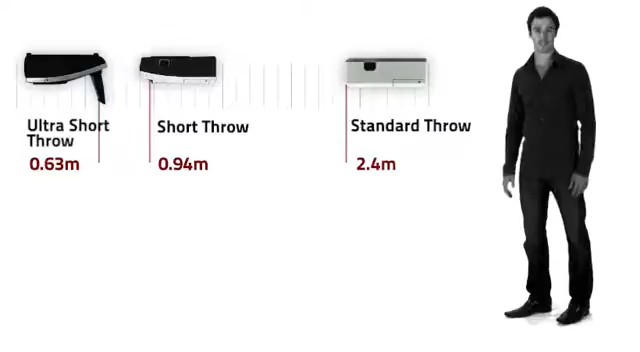 Ultra Short
Throw
0.63m
Short Throw
0.94m
Standard Throw
2.4m